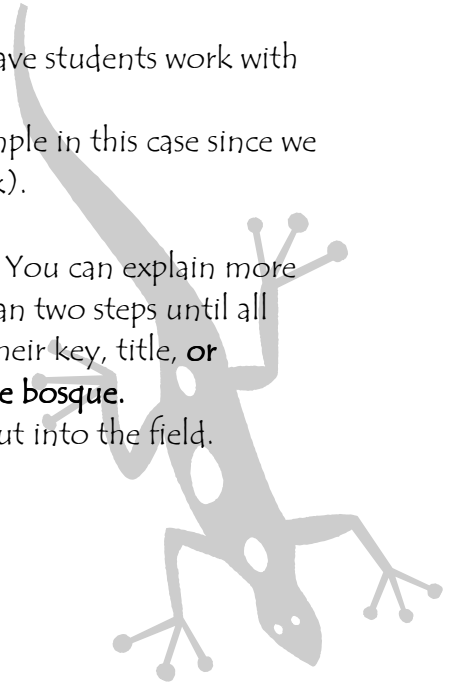 ave students work with
mple in this case since we
k).
You can explain more
an two steps until all
heir key, title, or
e bosque.
ut into the field.